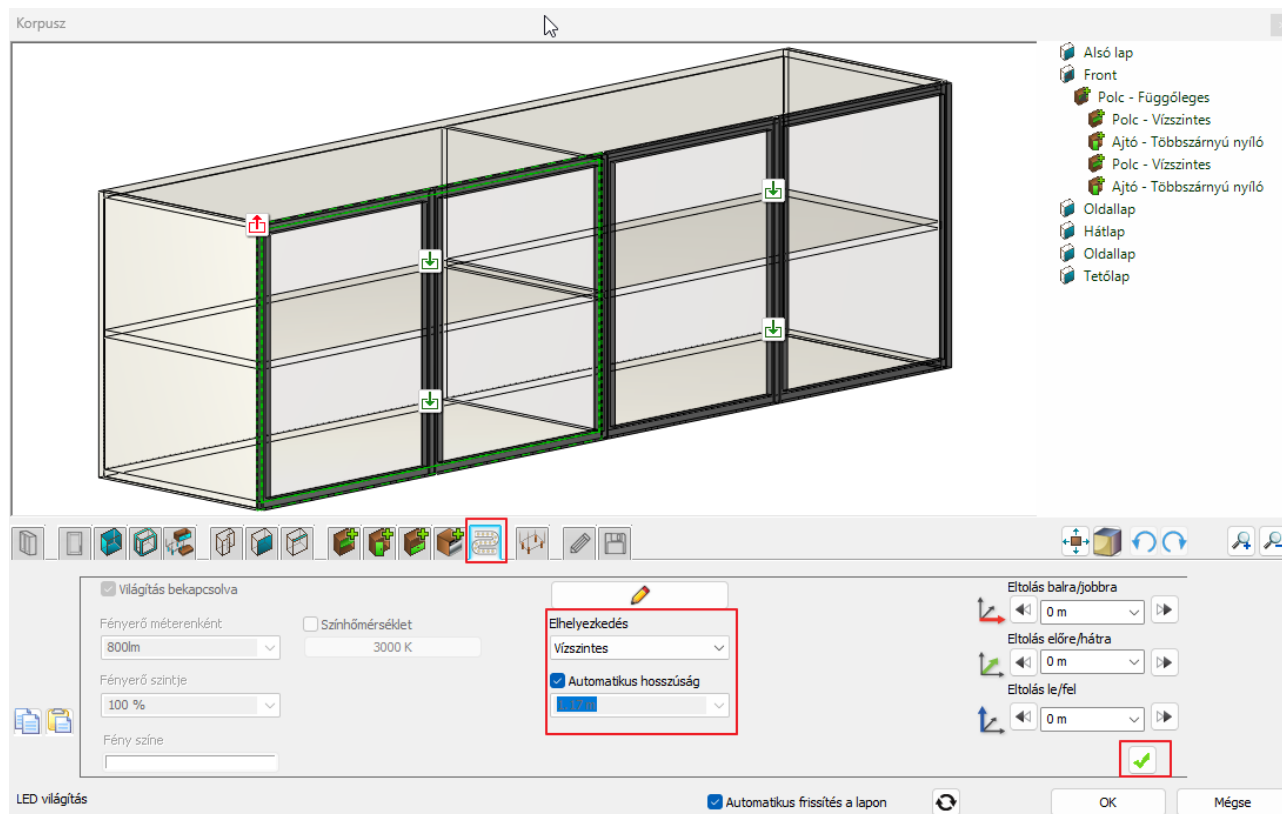 Korpusz
Alsó lap
Front
Polc - Függőleges
Polc - Vízszintes
Ajtó - Többszárnyú nyíló
Polc - Vízszintes
Ajtó - Többszárnyú nyíló
Oldallap
Hátlap
Oldallap
Tetőlap
Világítás bekapcsolva
Fényerő méterenként
800lm
Színhőmérséklet
3000 K
Fényerő szintje
100 %
Fény színe
Elhelyezkedés
Vízszintes
Automatikus hosszúság
1.17 m
Eltolás balra/jobbra
0 m
Eltolás előre/hátra
0 m
Eltolás le/fel
0 m
LED világítás
Automatikus frissítés a lapon
OK
Mégse